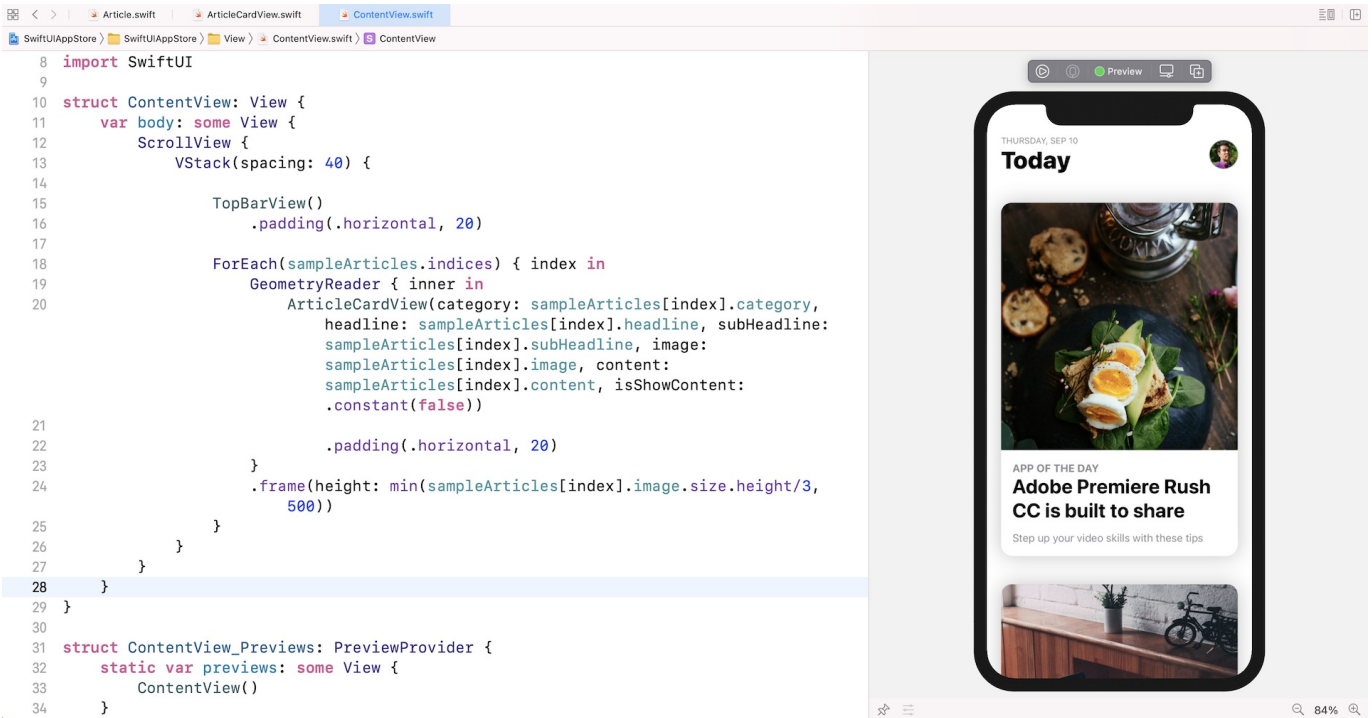 Article.swift ArticleCardView.swift ContentView.swift
SwiftUIAppStore SwiftUIAppStore View ContentView.swift S ContentView
8 import SwiftUI
9
10 struct ContentView: View {
11 var body: some View {
12 ScrollView {
13 VStack(spacing: 40) {
14
15 TopBarView()
16 .padding(.horizontal, 20)
17
18 ForEach(sampleArticles.indices) { index in
19 GeometryReader { inner in
20 ArticleCardView(category: sampleArticles[index].category,
headline: sampleArticles[index].headline, subHeadline:
sampleArticles[index].subHeadline, image:
sampleArticles[index].image, content:
sampleArticles[index].content, isShowContent:
.constant(false))
21
22 .padding(.horizontal, 20)
23 }
24 .frame(height: min(sampleArticles[index].image.size.height/3,
500))
25 }
26 }
27 }
28 }
29 }
30
31 struct ContentView_Previews: PreviewProvider {
32 static var previews: some View {
33 ContentView()
34 }
Preview
THURSDAY, SEP 10
Today
APP OF THE DAY
Adobe Premiere Rush
CC is built to share
Step up your video skills with these tips
84%